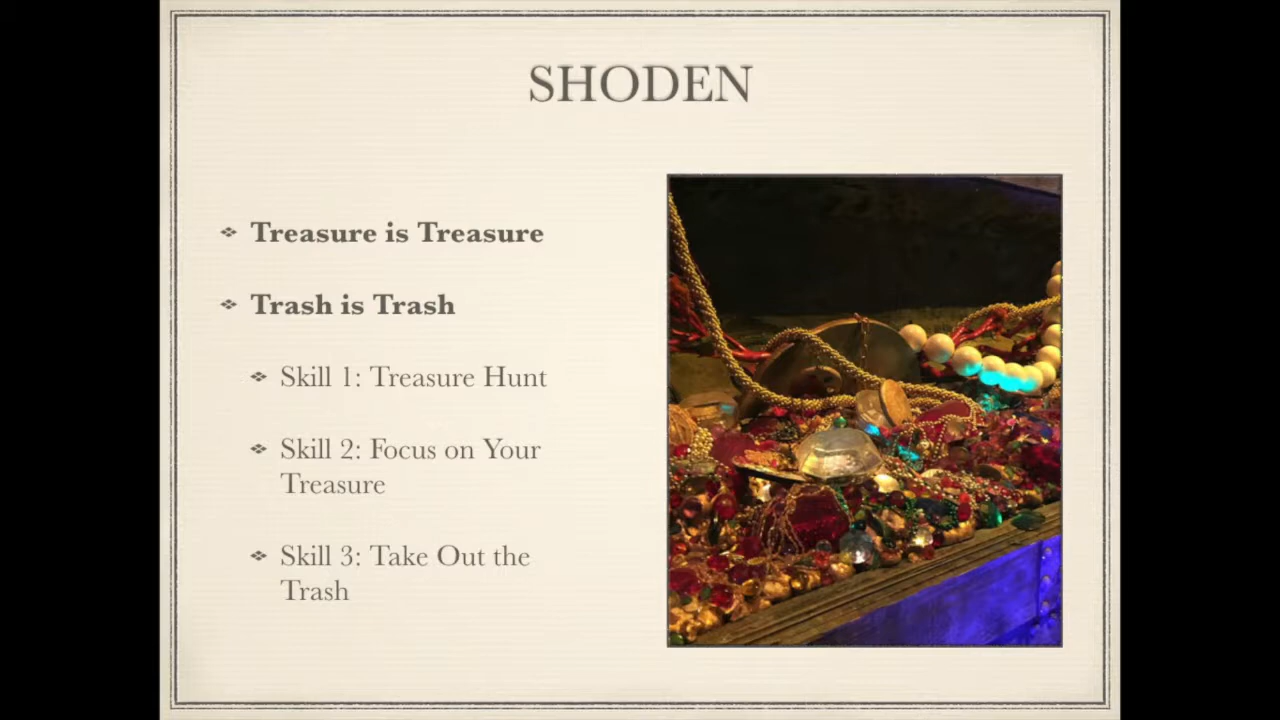 SHODEN
Treasure is Treasure
Trash is Trash
Skill 1: Treasure Hunt
Skill 2: Focus on Your
Treasure
Skill 3: Take Out the
Trash